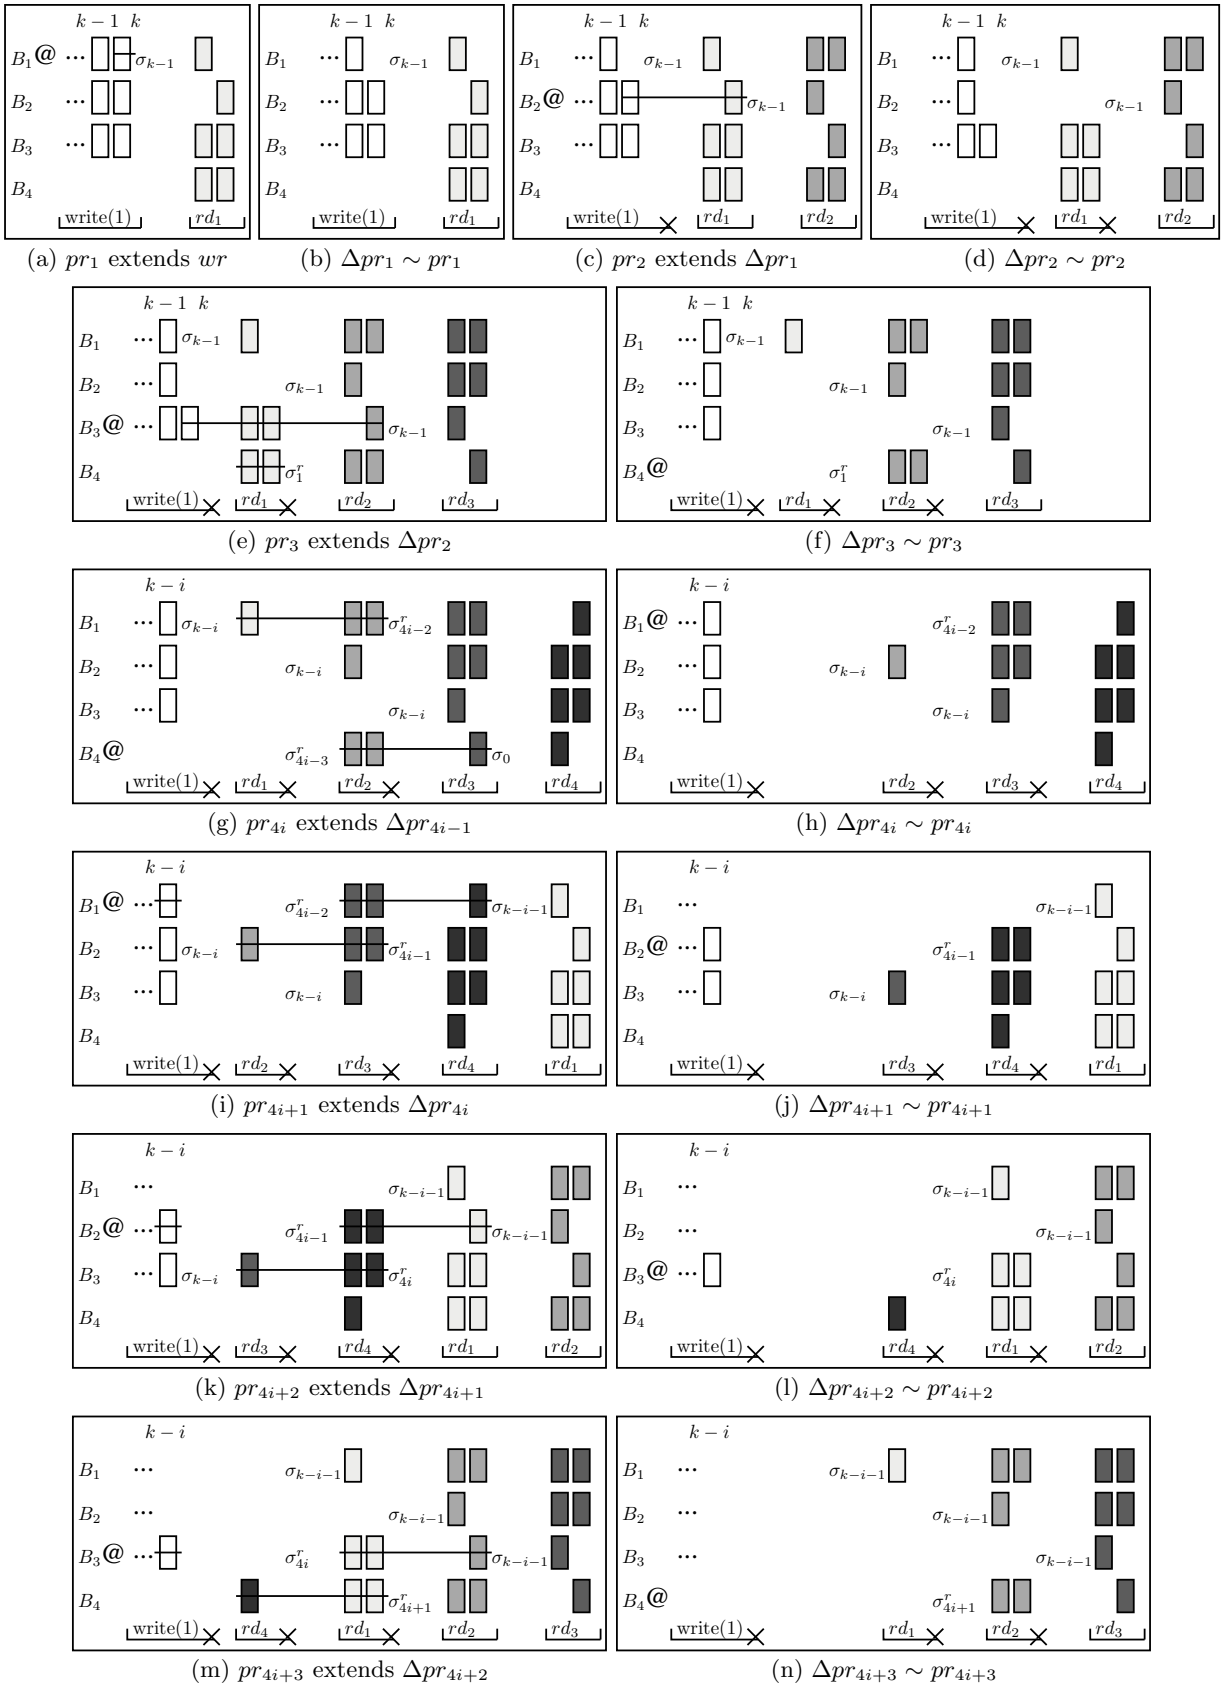 k − 1 k k − 1 k k − 1 k k − 1 k
B₁@ ... σₖ₋₁ B₁ ... σₖ₋₁ B₁ ... σₖ₋₁ B₁ ... σₖ₋₁
B₂ ... B₂ ... B₂@ ... σₖ₋₁ B₂ ... σₖ₋₁
B₃ ... B₃ ... B₃ ... B₃ ...
B₄ B₄ B₄ B₄
write(1) rd₁ write(1) rd₁ write(1) rd₁ rd₂ write(1) rd₁ rd₂
(a) pr₁ extends wr (b) Δpr₁ ∼ pr₁ (c) pr₂ extends Δpr₁ (d) Δpr₂ ∼ pr₂
k − 1 k k − 1 k
B₁ ... σₖ₋₁ B₁ ... σₖ₋₁
B₂ ... σₖ₋₁ B₂ ... σₖ₋₁
B₃@ ... σₖ₋₁ B₃ ... σₖ₋₁
B₄ σ₁ʳ B₄@ σ₁ʳ
write(1) rd₁ rd₂ rd₃ write(1) rd₁ rd₂ rd₃
(e) pr₃ extends Δpr₂ (f) Δpr₃ ∼ pr₃
k − i k − i
B₁ ... σₖ₋ᵢ σʳ₄ᵢ₋₂ B₁@ ... σʳ₄ᵢ₋₂
B₂ ... σₖ₋ᵢ B₂ ... σₖ₋ᵢ
B₃ ... σₖ₋ᵢ B₃ ... σₖ₋ᵢ
B₄@ σʳ₄ᵢ₋₃ σ₀ B₄
write(1) rd₁ rd₂ rd₃ rd₄ write(1) rd₂ rd₃ rd₄
(g) pr₄ᵢ extends Δpr₄ᵢ₋₁ (h) Δpr₄ᵢ ∼ pr₄ᵢ
k − i k − i
B₁@ ... σʳ₄ᵢ₋₂ σₖ₋ᵢ₋₁ B₁ ... σₖ₋ᵢ₋₁
B₂ ... σₖ₋ᵢ σʳ₄ᵢ₋₁ B₂@ ... σʳ₄ᵢ₋₁
B₃ ... σₖ₋ᵢ B₃ ... σₖ₋ᵢ
B₄ B₄
write(1) rd₂ rd₃ rd₄ rd₁ write(1) rd₃ rd₄ rd₁
(i) pr₄ᵢ₊₁ extends Δpr₄ᵢ (j) Δpr₄ᵢ₊₁ ∼ pr₄ᵢ₊₁
k − i k − i
B₁ ... σₖ₋ᵢ₋₁ B₁ ... σₖ₋ᵢ₋₁
B₂@ ... σʳ₄ᵢ₋₁ σₖ₋ᵢ₋₁ B₂ ... σₖ₋ᵢ₋₁
B₃ ... σₖ₋ᵢ σʳ₄ᵢ B₃@ ... σʳ₄ᵢ
B₄ B₄
write(1) rd₃ rd₄ rd₁ rd₂ write(1) rd₄ rd₁ rd₂
(k) pr₄ᵢ₊₂ extends Δpr₄ᵢ₊₁ (l) Δpr₄ᵢ₊₂ ∼ pr₄ᵢ₊₂
k − i k − i
B₁ ... σₖ₋ᵢ₋₁ B₁ ... σₖ₋ᵢ₋₁
B₂ ... σₖ₋ᵢ₋₁ B₂ ... σₖ₋ᵢ₋₁
B₃@ ... σʳ₄ᵢ σₖ₋ᵢ₋₁ B₃ ... σₖ₋ᵢ₋₁
B₄ σʳ₄ᵢ₊₁ B₄@ σʳ₄ᵢ₊₁
write(1) rd₄ rd₁ rd₂ rd₃ write(1) rd₁ rd₂ rd₃
(m) pr₄ᵢ₊₃ extends Δpr₄ᵢ₊₂ (n) Δpr₄ᵢ₊₃ ∼ pr₄ᵢ₊₃